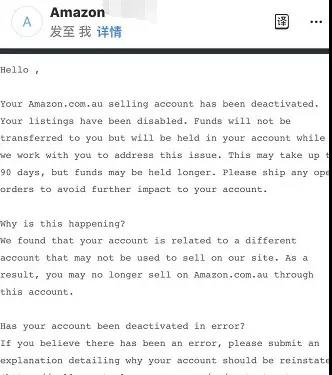 A
Amazon
发至 我 详情
译
Hello ,
Your Amazon.com.au selling account has been deactivated.
Your listings have been disabled. Funds will not be
transferred to you but will be held in your account while
we work with you to address this issue. This may take up
90 days, but funds may be held longer. Please ship any
orders to avoid further impact to your account.
Why is this happening?
We found that your account is related to a different
account that may not be used to sell on our site. As a
result, you may no longer sell on Amazon.com.au through
this account.
Has your account been deactivated in error?
If you believe there has been an error, please submit an
explanation detailing why your account should be